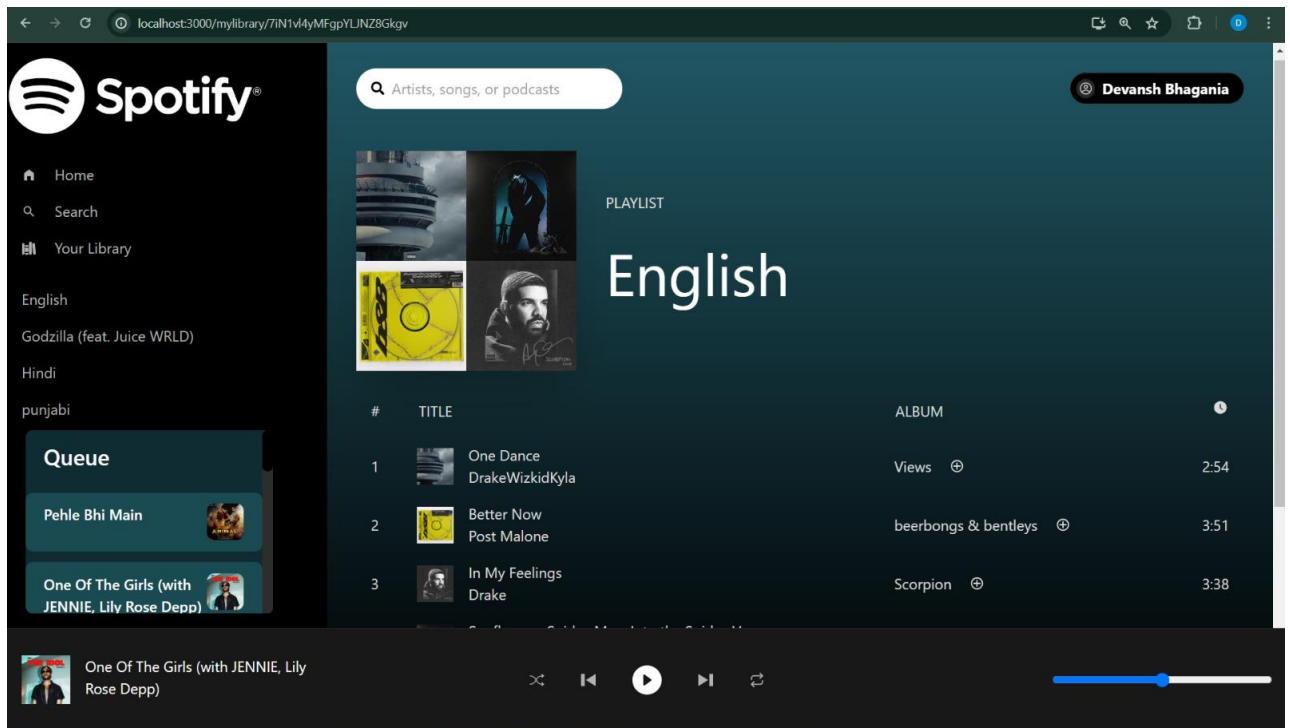 localhost:3000/mylibrary/7iN1vl4yMFgpYLJNZ8Gkgv
D
Spotify®
Artists, songs, or podcasts
Devansh Bhagania
Home
Search
Your Library
English
Godzilla (feat. Juice WRLD)
Hindi
punjabi
Queue
Pehle Bhi Main
ANIMAL
One Of The Girls (with
JENNIE, Lily Rose Depp)
PLAYLIST
English
# TITLE ALBUM
1 One Dance Views 2:54
DrakeWizkidKyla
2 Better Now beerbongs & bentleys 3:51
Post Malone
3 In My Feelings Scorpion 3:38
Drake
One Of The Girls (with JENNIE, Lily
Rose Depp)